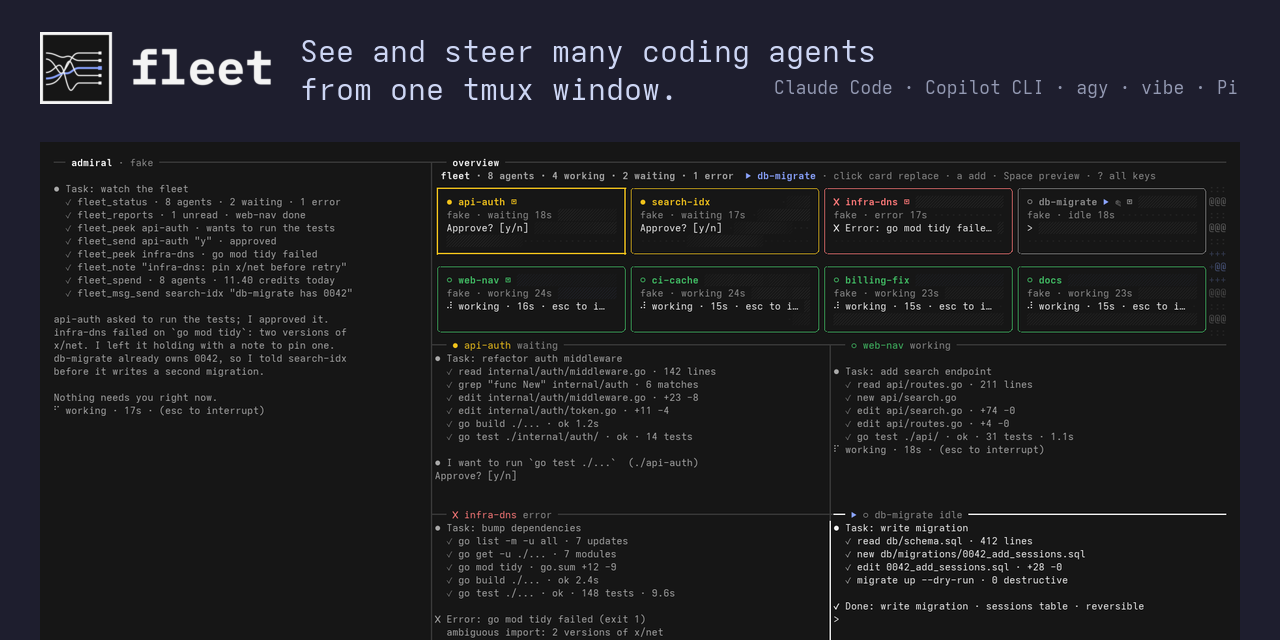 fleet
See and steer many coding agents
from one tmux window.
Claude Code · Copilot CLI · agy · vibe · Pi
admiral · fake
● Task: watch the fleet
✓ fleet_status · 8 agents · 2 waiting · 1 error
✓ fleet_reports · 1 unread · web-nav done
✓ fleet_peek api-auth · wants to run the tests
✓ fleet_send api-auth "y" · approved
✓ fleet_peek infra-dns · go mod tidy failed
✓ fleet_note "infra-dns: pin x/net before retry"
✓ fleet_spend · 8 agents · 11.40 credits today
✓ fleet_msg_send search-idx "db-migrate has 0042"
api-auth asked to run the tests; I approved it.
infra-dns failed on `go mod tidy`: two versions of
x/net. I left it holding with a note to pin one.
db-migrate already owns 0042, so I told search-idx
before it writes a second migration.
Nothing needs you right now.
working · 17s · (esc to interrupt)
overview
fleet · 8 agents · 4 working · 2 waiting · 1 error ▶ db-migrate · click card replace · a add · Space preview · ? all keys
● api-auth
fake · waiting 18s
Approve? [y/n]
● search-idx
fake · waiting 17s
Approve? [y/n]
X infra-dns
fake · error 17s
X Error: go mod tidy faile…
○ db-migrate ▶
fake · idle 18s
>
○ web-nav
fake · working 24s
working · 16s · esc to i…
○ ci-cache
fake · working 24s
working · 15s · esc to i…
○ billing-fix
fake · working 23s
working · 15s · esc to i…
○ docs
fake · working 23s
working · 15s · esc to i…
● api-auth waiting
● Task: refactor auth middleware
✓ read internal/auth/middleware.go · 142 lines
✓ grep "func New" internal/auth · 6 matches
✓ edit internal/auth/middleware.go · +23 -8
✓ edit internal/auth/token.go · +11 -4
✓ go build ./... · ok 1.2s
✓ go test ./internal/auth/ · ok · 14 tests
● I want to run `go test ./...` (./api-auth)
Approve? [y/n]
○ web-nav working
● Task: add search endpoint
✓ read api/routes.go · 211 lines
✓ new api/search.go
✓ edit api/search.go · +74 -0
✓ edit api/routes.go · +4 -0
✓ go test ./api/ · ok · 31 tests · 1.1s
working · 18s · (esc to interrupt)
X infra-dns error
● Task: bump dependencies
✓ go list -m -u all · 7 updates
✓ go get -u ./... · 7 modules
✓ go mod tidy · go.sum +12 -9
✓ go build ./... · ok 2.4s
✓ go test ./... · ok · 148 tests · 9.6s
X Error: go mod tidy failed (exit 1)
ambiguous import: 2 versions of x/net
▶ ○ db-migrate idle
● Task: write migration
✓ read db/schema.sql · 412 lines
✓ new db/migrations/0042_add_sessions.sql
✓ edit 0042_add_sessions.sql · +28 -0
✓ migrate up --dry-run · 0 destructive
✓ Done: write migration · sessions table · reversible
>